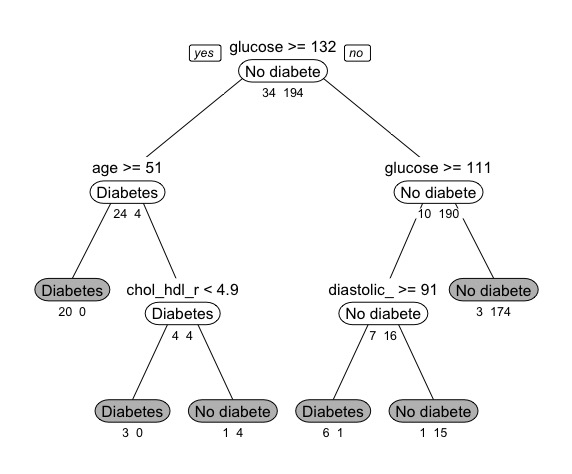 yes glucose >= 132 no
No diabete
34 194
age >= 51
Diabetes
24 4
glucose >= 111
No diabete
10 190
Diabetes
20 0
chol_hdl_r < 4.9
Diabetes
4 4
diastolic_ >= 91
No diabete
7 16
No diabete
3 174
Diabetes
3 0
No diabete
1 4
Diabetes
6 1
No diabete
1 15